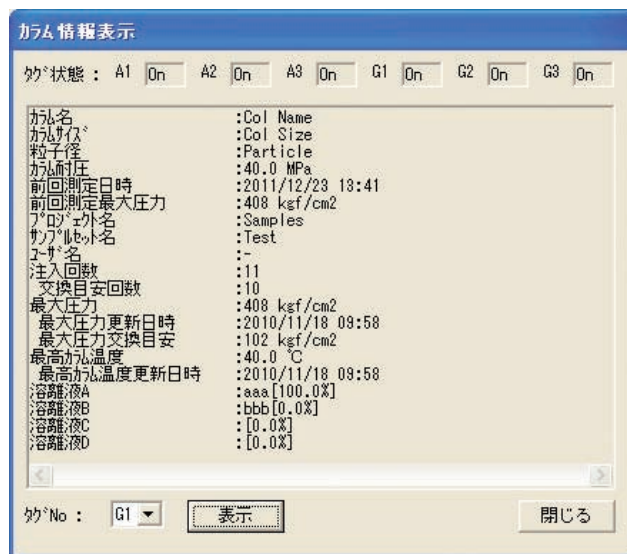 ｶﾗﾑ情報表示
ﾀｸﾞ状態： A1 On A2 On A3 On G1 On G2 On G3 On
ｶﾗﾑ名 :Col Name
ｶﾗﾑｻｲｽﾞ :Col Size
粒子径 :Particle
ｶﾗﾑ耐圧 :40.0 MPa
前回測定日時 :2011/12/23 13:41
前回測定最大圧力 :408 kgf/cm2
ﾌﾟﾛｼﾞｪｸﾄ名 :Samples
ｻﾝﾌﾟﾙｾｯﾄ名 :Test
ﾕｰｻﾞ名 :-
注入回数 :11
交換目安回数 :10
最大圧力 :408 kgf/cm2
最大圧力更新日時 :2010/11/18 09:58
最大圧力交換目安 :102 kgf/cm2
最高ｶﾗﾑ温度 :40.0 ℃
最高ｶﾗﾑ温度更新日時 :2010/11/18 09:58
溶離液A :aaa[100.0%]
溶離液B :bbb[0.0%]
溶離液C :[0.0%]
溶離液D :[0.0%]
ﾀｸﾞNo： G1 表示 閉じる